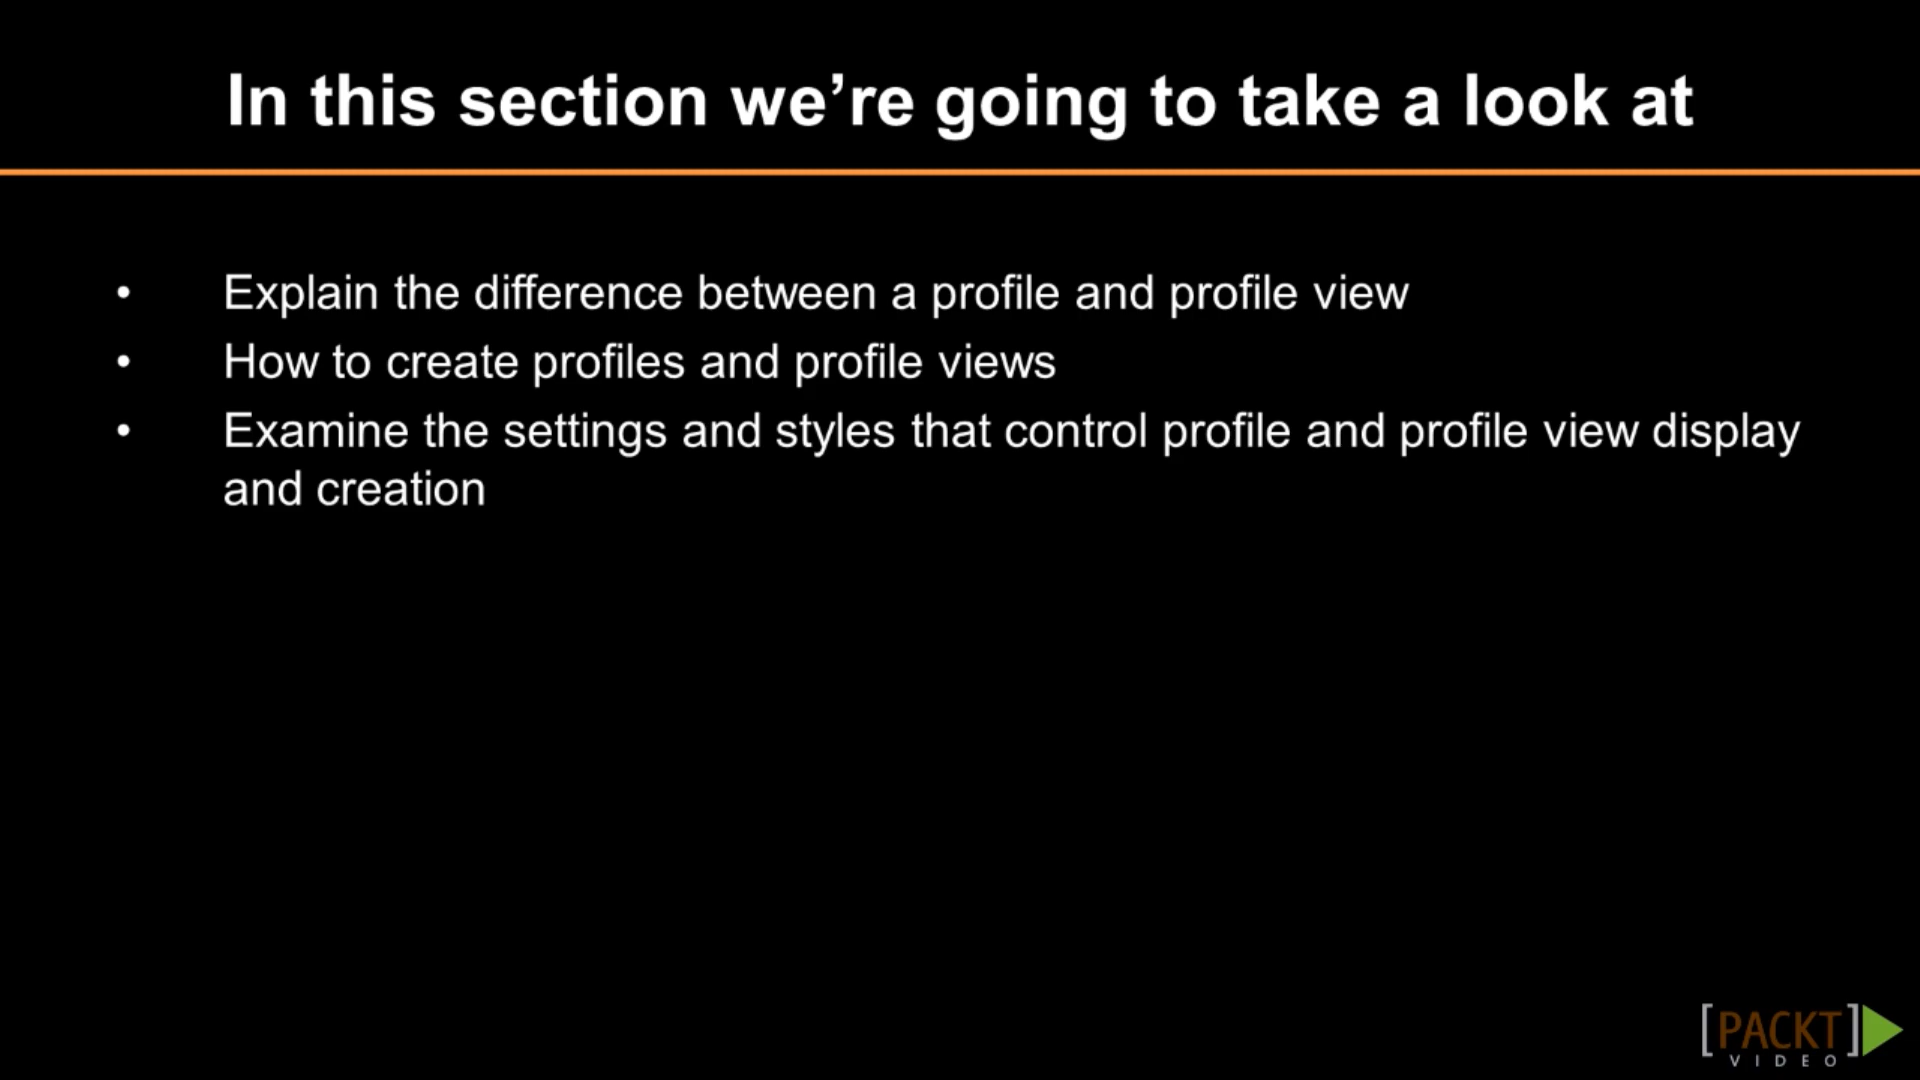 In this section we’re going to take a look at
• Explain the difference between a profile and profile view
• How to create profiles and profile views
• Examine the settings and styles that control profile and profile view display
and creation
[PACKT]
VIDEO